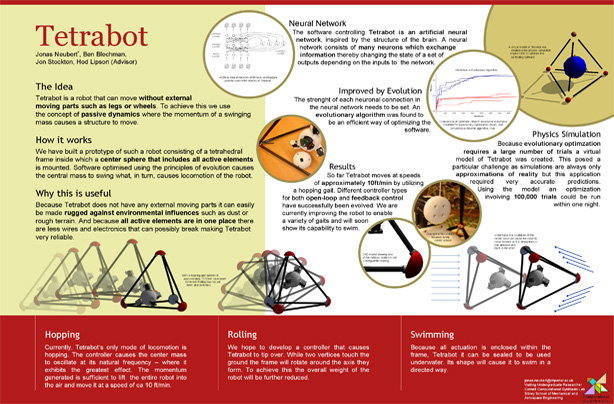 Tetrabot
Jonas Neubert*, Ben Blechman,
Jon Stockton, Hod Lipson (Advisor)
The Idea
Tetrabot is a robot that can move without external
moving parts such as legs or wheels. To achieve this we use
the concept of passive dynamics where the momentum of a swinging
mass causes a structure to move.
How it works
We have built a prototype of such a robot consisting of a tetrahedral
frame inside which a center sphere that includes all active elements
is mounted. Software optimised using the principles of evolution causes
the central mass to swing what, in turn, causes locomotion of the robot.
Why this is useful
Because Tetrabot does not have any external moving parts it can easily
be made rugged against environmental influences such as dust or
rough terrain. And because all active elements are in one place there
are less wires and electronics that can possibly break making Tetrabot
very reliable.
Neural Network
The software controlling Tetrabot is an artificial neural
network, inspired by the structure of the brain. A neural
network consists of many neurons which exchange
information thereby changing the state of a set of
outputs depending on the inputs to the network.
Improved by Evolution
The strength of each neural connection in
the neural network needs to be set. An
evolutionary algorithm was found to
be an efficient way of optimizing the
software.
Physics Simulation
Because evolutionary optimization
requires a large number of trials a virtual
model of Tetrabot was created. This posed a
particular challenge as simulations are always only
approximations of reality but this application
required very accurate predictions.
Using the model an optimization
involving 100,000 trials could be run
within one night.
Results
So far Tetrabot moves at speeds
of approximately 10ft/min by utilizing
a hopping gait. Different controller types
for both open-loop and feedback control
have successfully been evolved. We are
currently improving the robot to enable
a variety of gaits and will soon
show its capability to swim.
Hopping
Currently, Tetrabot's only mode of locomotion is
hopping. The controller causes the center mass
to oscillate at its natural frequency – where it
exhibits the greatest effect. The momentum
generated is sufficient to lift the entire robot into
the air and move it at a speed of ca 10 ft/min.
Rolling
We hope to develop a controller that causes
Tetrabot to tip over. While two vertices touch the
ground the frame will rotate around the axis they
form. To achieve this the overall weight of the
robot will be further reduced.
Swimming
Because all actuation is enclosed within the
frame, Tetrabot it can be sealed to be used
underwater. Its shape will cause it to swim in a
directed way.
Visiting Undergraduate Researcher
Cornell Computational Synthesis Lab
Sibley School of Mechanical and
Aerospace Engineering